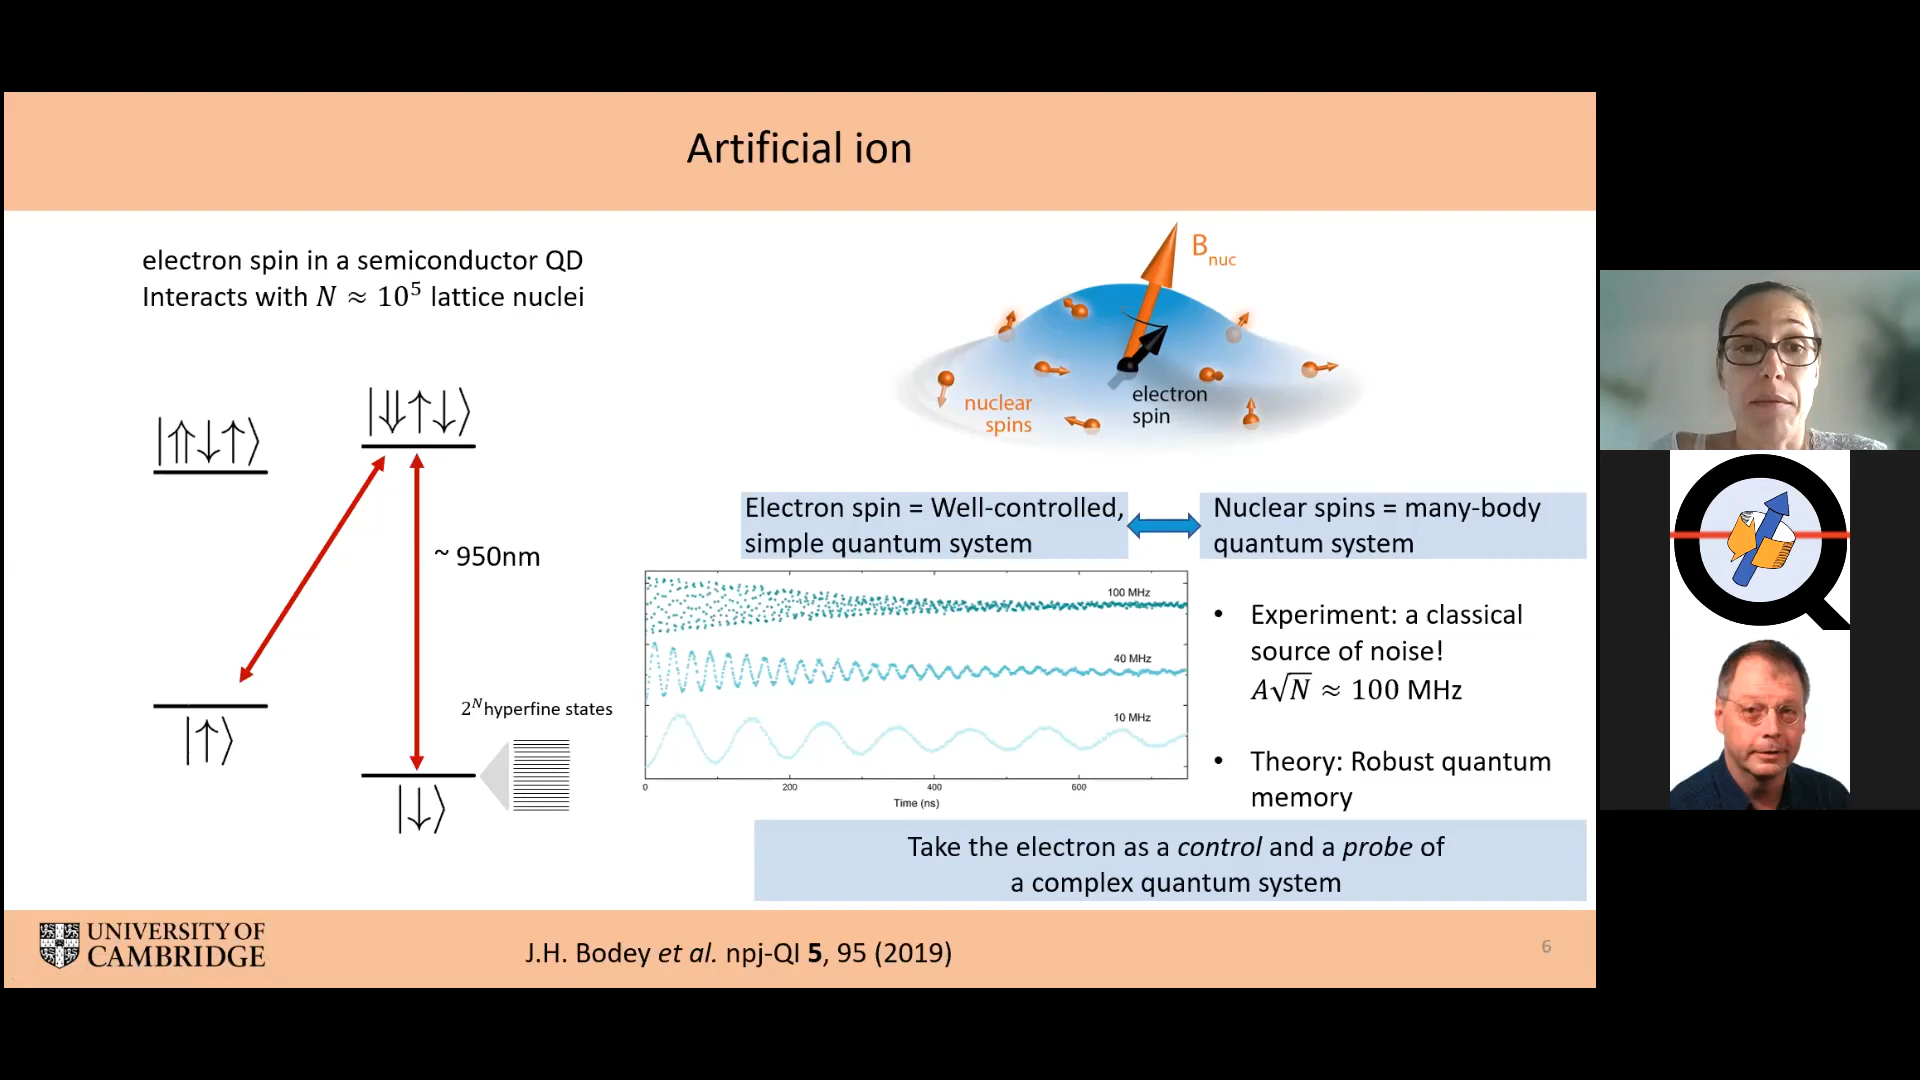 Artificial ion
electron spin in a semiconductor QD
Interacts with N ≈ 10⁵ lattice nuclei
|⇑↓↑⟩
|⇓↑↓⟩
~ 950nm
|↑⟩
|↓⟩
2ᴺhyperfine states
B_nuc
nuclear
spins
electron
spin
Electron spin = Well-controlled,
simple quantum system
Nuclear spins = many-body
quantum system
100 MHz
40 MHz
10 MHz
0 200 400 600
Time (ns)
• Experiment: a classical
source of noise!
A√N ≈ 100 MHz
• Theory: Robust quantum
memory
Take the electron as a control and a probe of
a complex quantum system
UNIVERSITY OF
CAMBRIDGE
J.H. Bodey et al. npj-QI 5, 95 (2019)
6